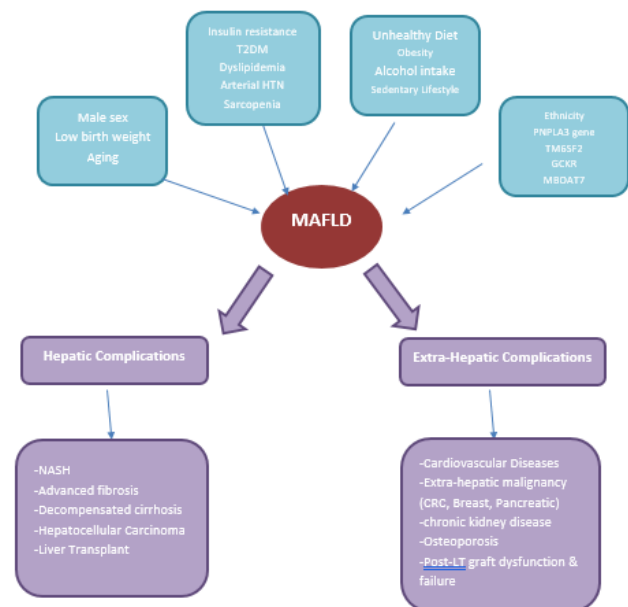 Insulin resistance
T2DM
Dyslipidemia
Arterial HTN
Sarcopenia
Unhealthy Diet
Obesity
Alcohol intake
Sedentary Lifestyle
Male sex
Low birth weight
Aging
Ethnicity
PNPLA3 gene
TM6SF2
GCKR
MBOAT7
MAFLD
Hepatic Complications
Extra-Hepatic Complications
-NASH
-Advanced fibrosis
-Decompensated cirrhosis
-Hepatocellular Carcinoma
-Liver Transplant
-Cardiovascular Diseases
-Extra-hepatic malignancy
(CRC, Breast, Pancreatic)
-chronic kidney disease
-Osteoporosis
-Post-LT graft dysfunction &
failure